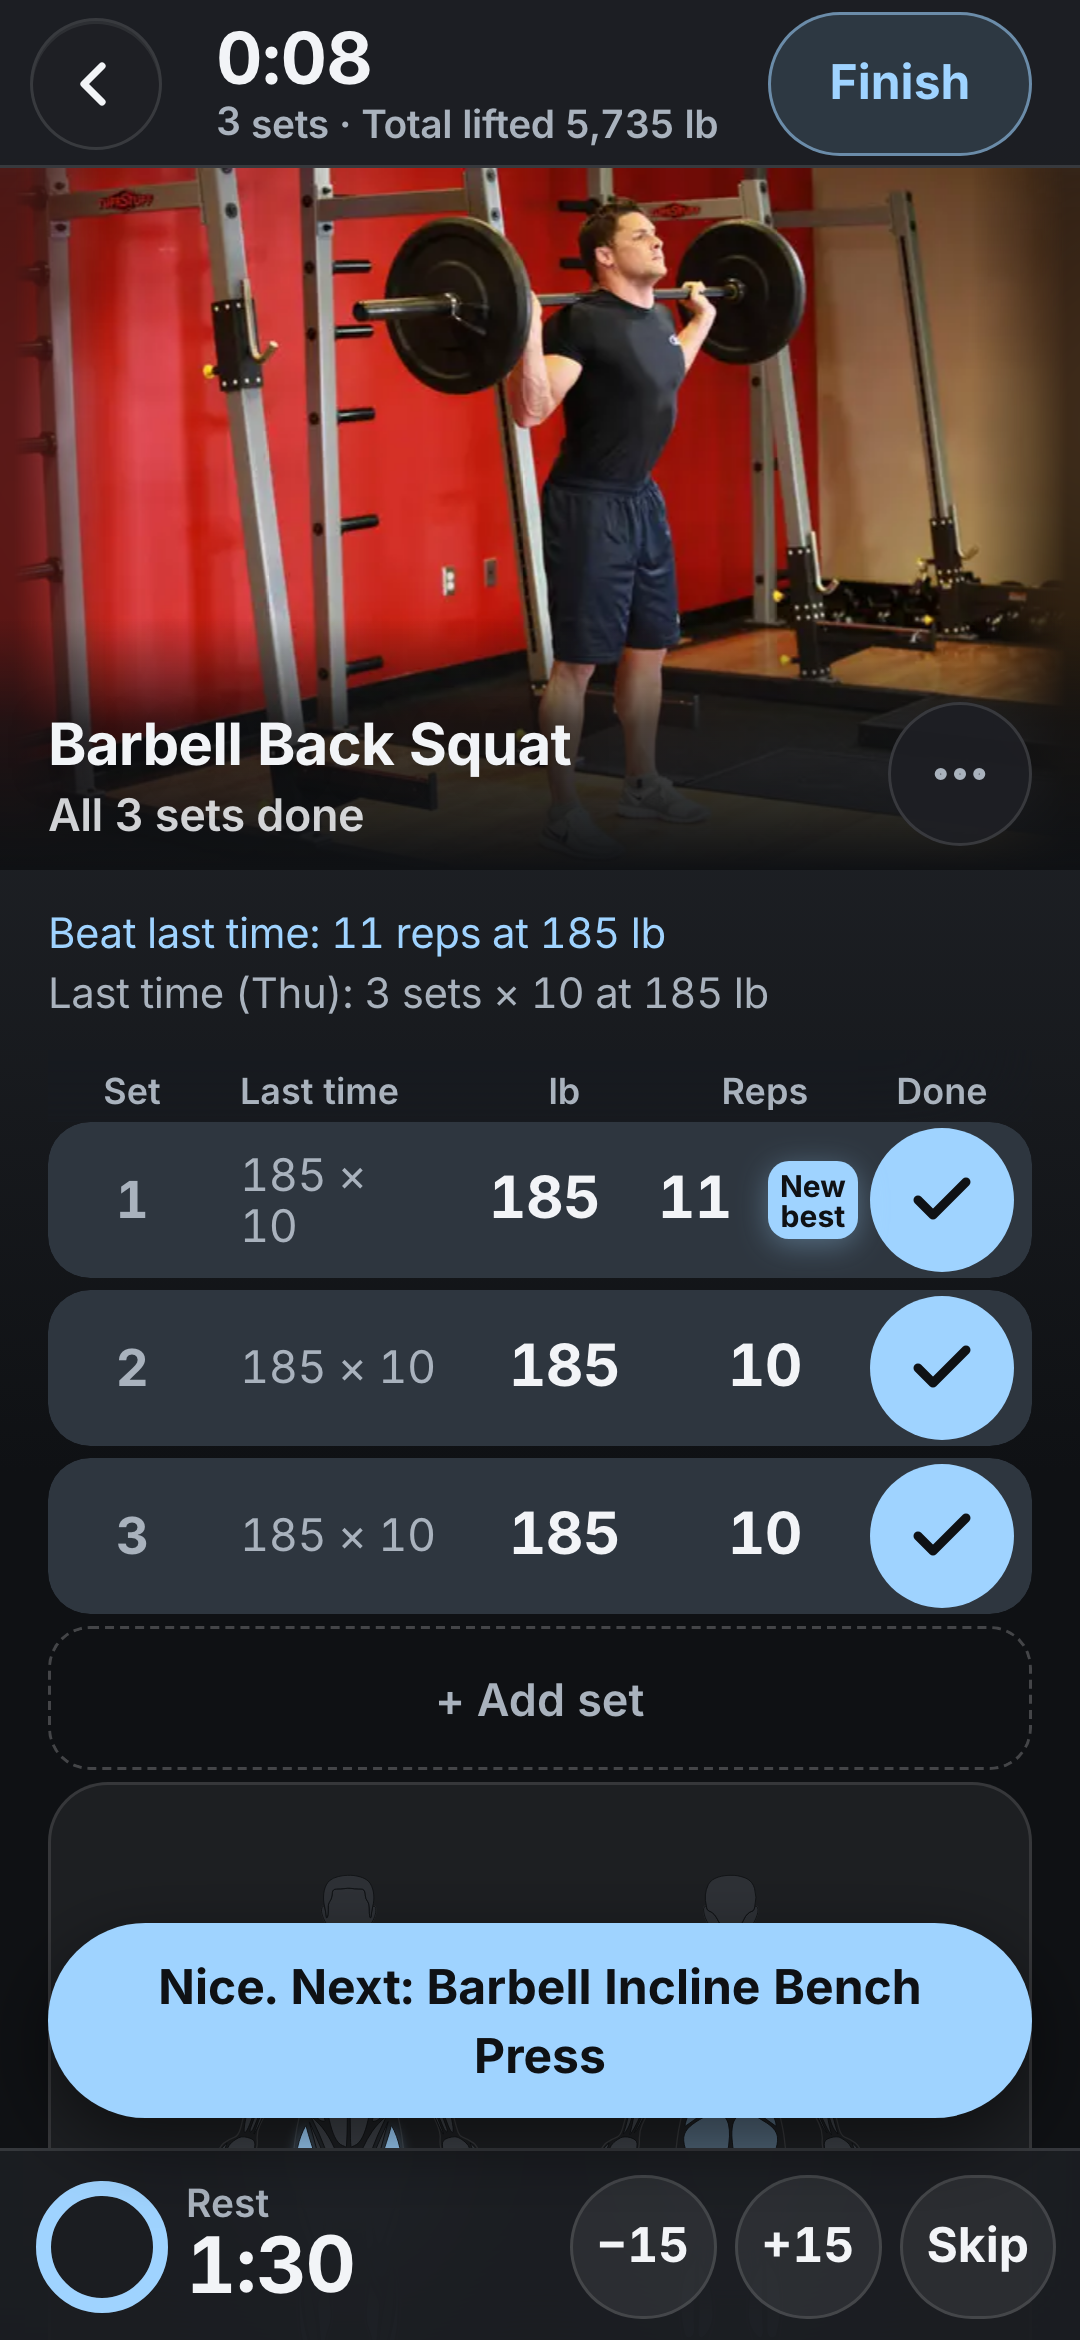 0:08
3 sets · Total lifted 5,735 lb
Finish
Barbell Back Squat
All 3 sets done
Beat last time: 11 reps at 185 lb
Last time (Thu): 3 sets × 10 at 185 lb
Set Last time lb Reps Done
1 185 × 10 185 11 New best
2 185 × 10 185 10
3 185 × 10 185 10
+ Add set
Nice. Next: Barbell Incline Bench
Press
Rest
1:30
−15 +15 Skip